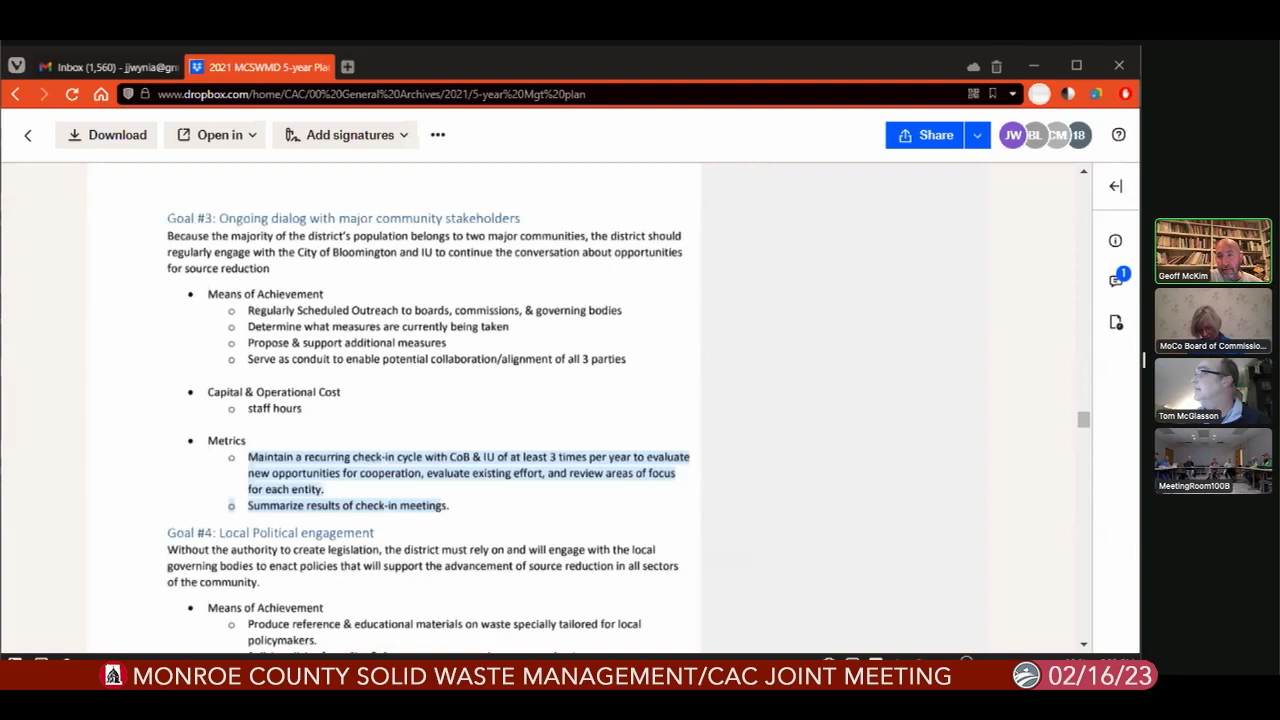 Inbox (1,560) - jjwynia@gm
2021 MCSWMD 5-year Pla
www.dropbox.com/home/CAC/00%20General%20Archives/2021/5-year%20Mgt%20plan
Download
Open in
Add signatures
Share
JW
BL
CM
18
Goal #3: Ongoing dialog with major community stakeholders
Because the majority of the district's population belongs to two major communities, the district should
regularly engage with the City of Bloomington and IU to continue the conversation about opportunities
for source reduction
• Means of Achievement
o Regularly Scheduled Outreach to boards, commissions, & governing bodies
o Determine what measures are currently being taken
o Propose & support additional measures
o Serve as conduit to enable potential collaboration/alignment of all 3 parties
• Capital & Operational Cost
o staff hours
• Metrics
o Maintain a recurring check-in cycle with CoB & IU of at least 3 times per year to evaluate
new opportunities for cooperation, evaluate existing effort, and review areas of focus
for each entity.
o Summarize results of check-in meetings.
Goal #4: Local Political engagement
Without the authority to create legislation, the district must rely on and will engage with the local
governing bodies to enact policies that will support the advancement of source reduction in all sectors
of the community.
• Means of Achievement
o Produce reference & educational materials on waste specially tailored for local
policymakers.
1
Geoff McKim
MoCo Board of Commissio...
Tom McGlasson
MeetingRoom100B
MONROE COUNTY SOLID WASTE MANAGEMENT/CAC JOINT MEETING
02/16/23